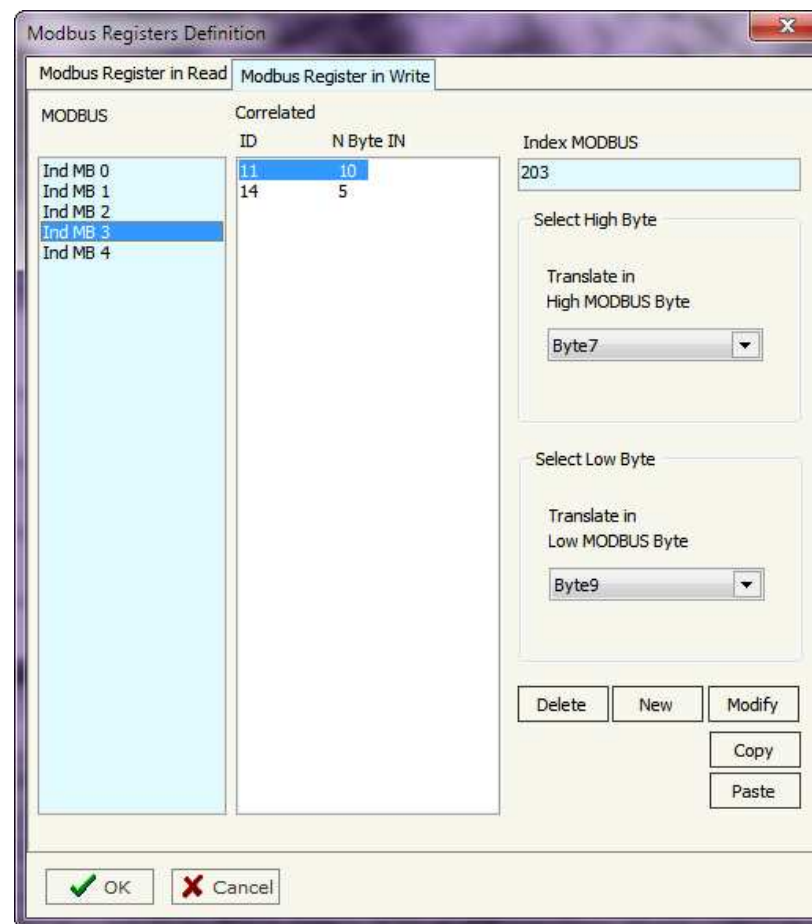 Modbus Registers Definition
Modbus Register in Read Modbus Register in Write
MODBUS
Ind MB 0
Ind MB 1
Ind MB 2
Ind MB 3
Ind MB 4
Correlated
ID N Byte IN
11 10
14 5
Index MODBUS
203
Select High Byte
Translate in
High MODBUS Byte
Byte7
Select Low Byte
Translate in
Low MODBUS Byte
Byte9
Delete New Modify
Copy
Paste
OK Cancel